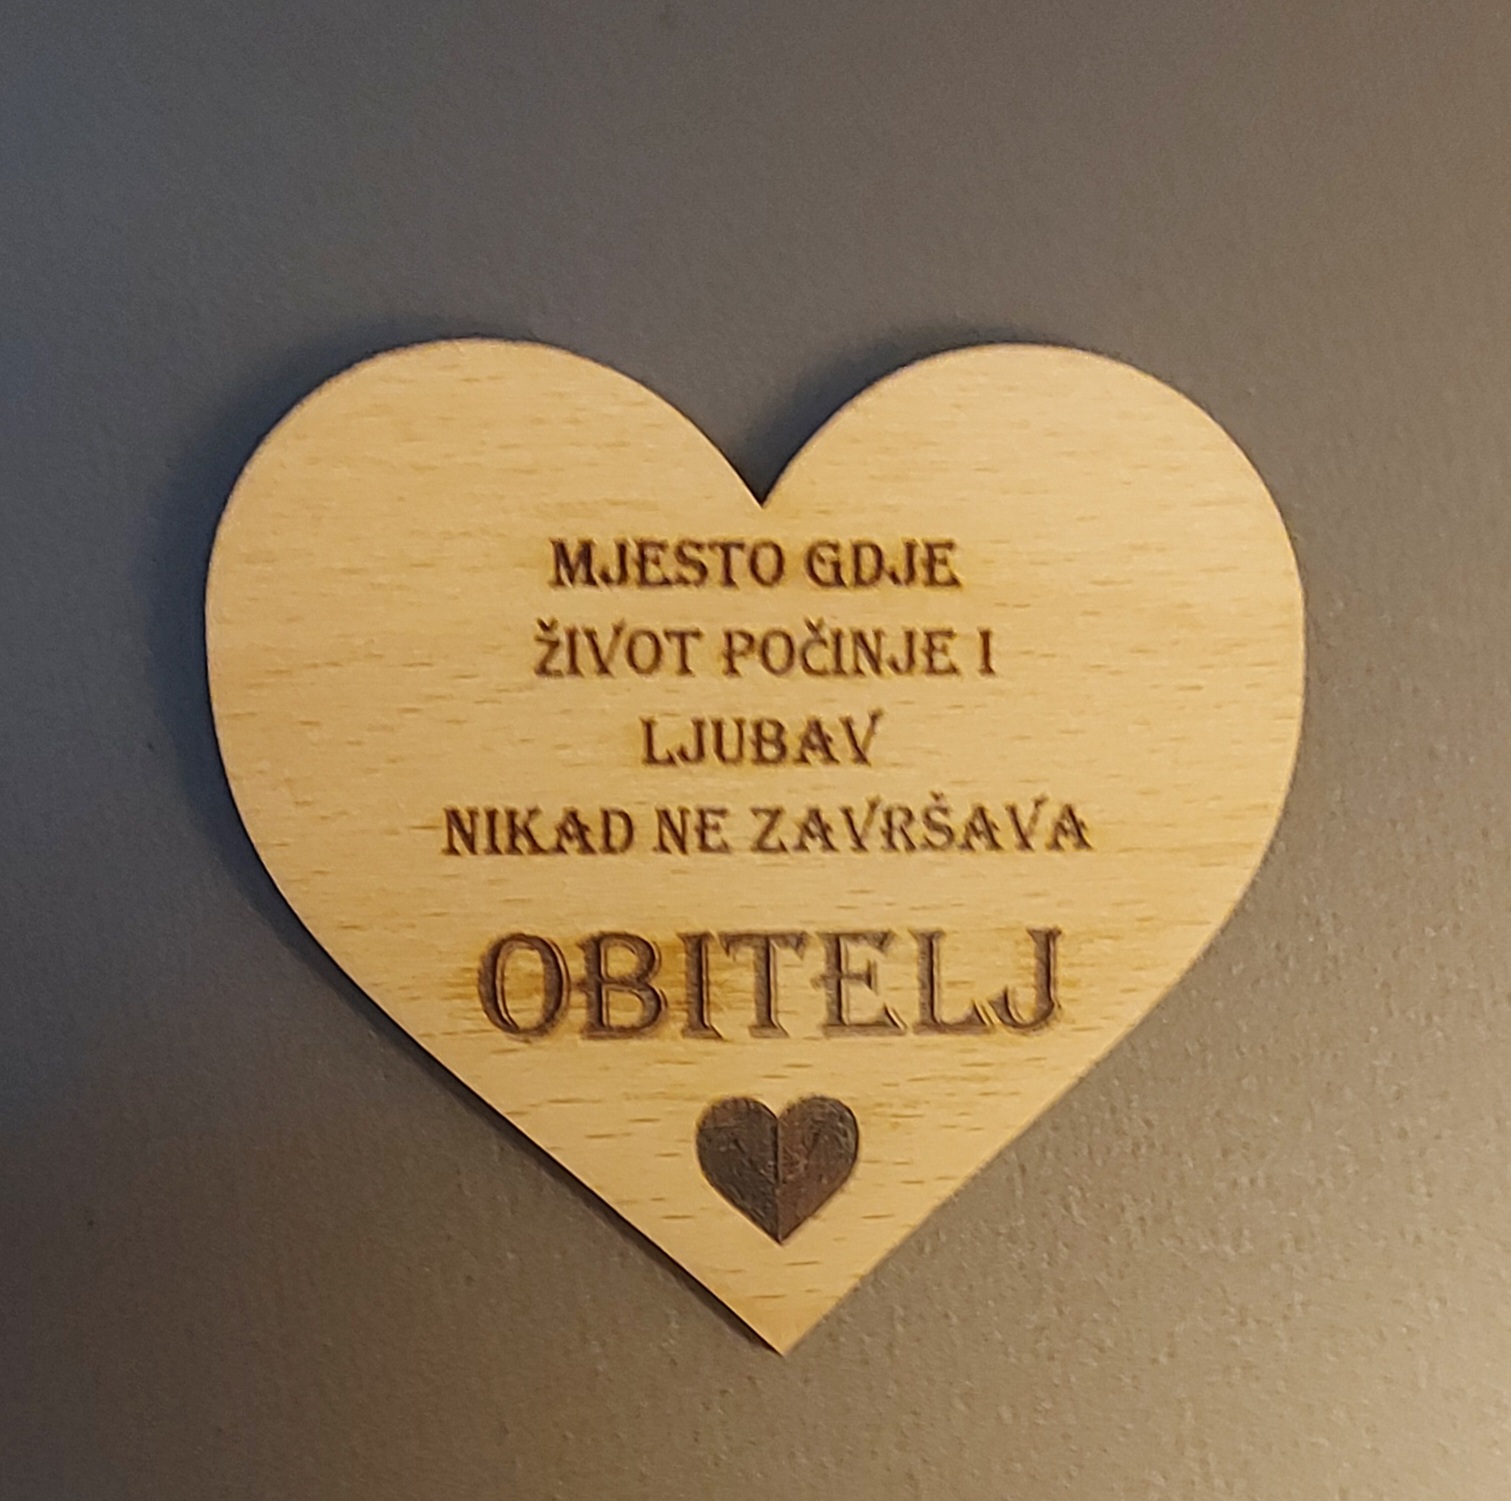 MJESTO GDJE
ŽIVOT POČINJE I
LJUBAV
NIKAD NE ZAVRŠAVA
OBITELJ